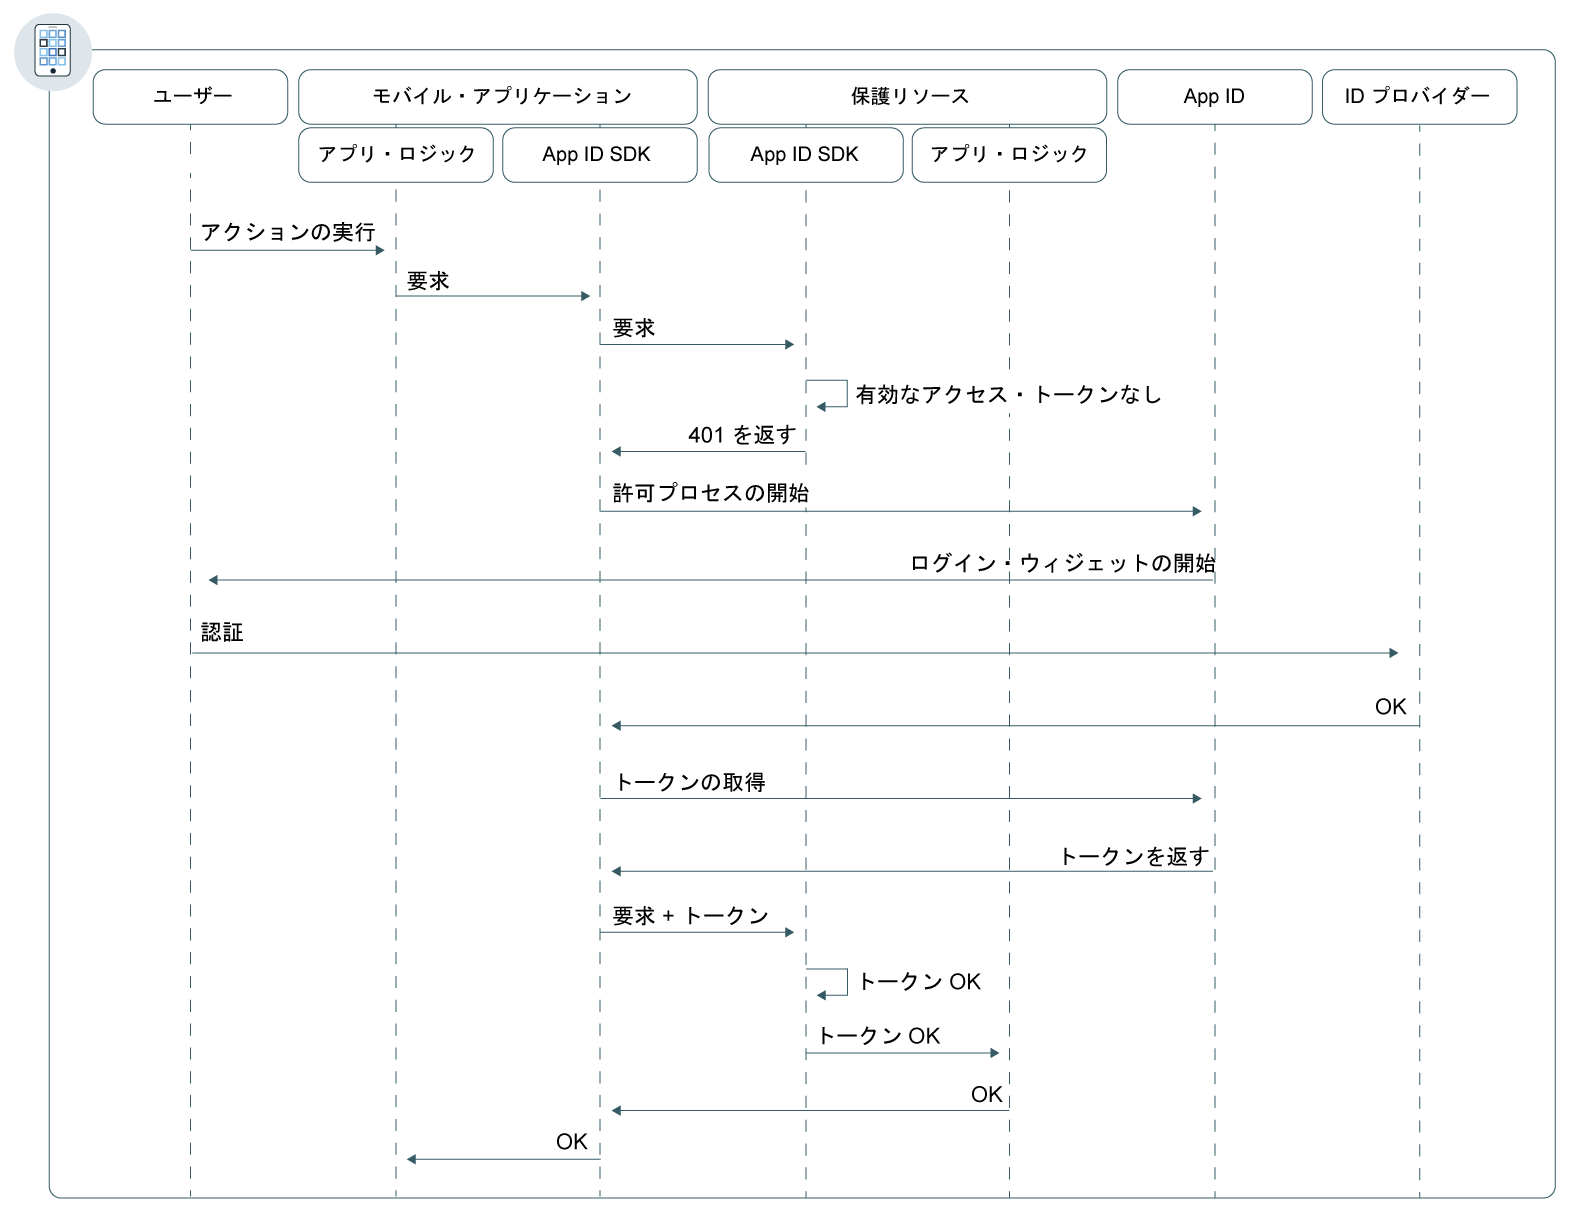 ユーザー
モバイル・アプリケーション
保護リソース
App ID
ID プロバイダー
アプリ・ロジック
App ID SDK
App ID SDK
アプリ・ロジック
アクションの実行
要求
要求
有効なアクセス・トークンなし
401 を返す
許可プロセスの開始
ログイン・ウィジェットの開始
認証
OK
トークンの取得
トークンを返す
要求 + トークン
トークン OK
トークン OK
OK
OK